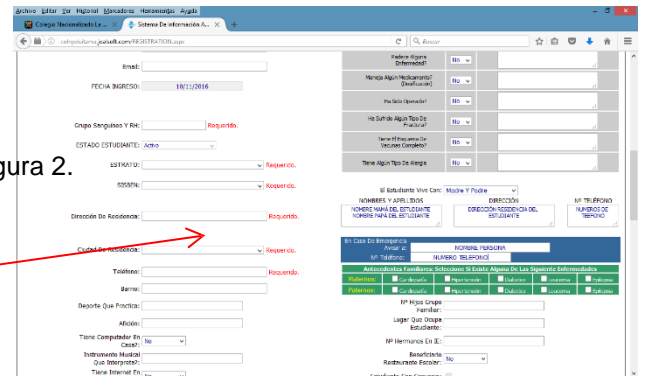 Archivo Editar Ver Historial Marcadores Herramientas Ayuda
Colegio Nacionalizado La ... Sistema De Información A...
colnpositama.joaisoft.com/REGISTRATION.aspx
Buscar
Email:
FECHA INGRESO: 18/11/2016
Grupo Sanguineo Y RH: Requerido.
ESTADO ESTUDIANTE: Activo
gura 2.
ESTRATO: Requerido.
SISBEN: Requerido.
Dirección De Residencia: Requerido.
Ciudad De Residencia: Requerido.
Teléfono: Requerido.
Barrio:
Deporte Que Practica:
Afición:
Tiene Computador En Casa?: No
Instrumento Musical Que Interpreta?:
Tiene Internet En No
Padece Alguna Enfermedad? No
Maneja Algún Medicamento? (Dosificación) No
Ha Sido Operado? No
Ha Sufrido Algún Tipo De Fractura? No
Tiene El Esquema De Vacunas Completo? No
Tiene Algún Tipo De Alergia No
El Estudiante Vive Con: Madre Y Padre
NOMBRES Y APELLIDOS DIRECCIÓN Nº TELÉFONO
NOMBRE MAMÁ DEL ESTUDIANTE
NOMBRE PAPÁ DEL ESTUDIANTE
DIRECCIÓN RESIDENCIA DEL ESTUDIANTE
NUMEROS DE TEEFONO
En Caso De Emergencia
Avisar a: NOMBRE PERSONA
Nº Teléfono: NUMERO TELEFONO
Antecedentes Familiares: Seleccione Si Existe Alguna De Las Siguiente Enfermedades
Maternos: Cardiopatía Hipertensión Diabetes Leucemia Epilepsia
Paternos: Cardiopatía Hipertensión Diabetes Leucemia Epilepsia
Nº Hijos Grupo Familiar:
Lugar Que Ocupa Estudiante:
Nº Hermanos En IE:
Beneficiario Restaurante Escolar: No